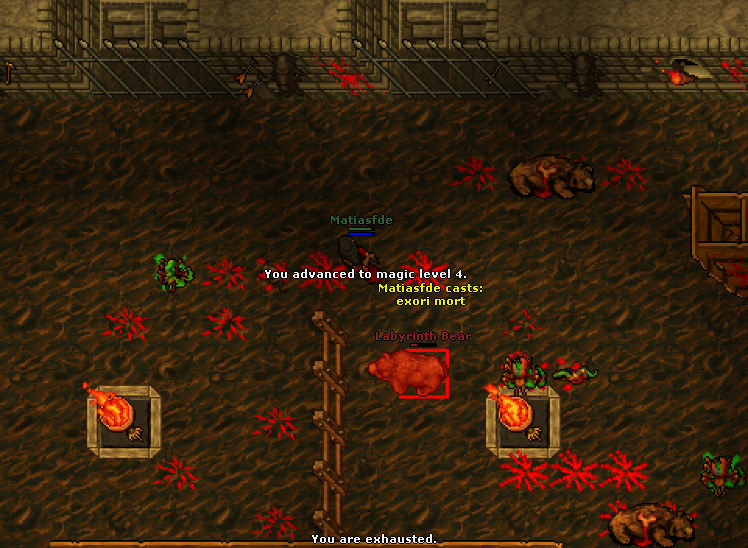 Matiasfde
You advanced to magic level 4.
Matiasfde casts:
exori mort
Labyrinth Bear
You are exhausted.